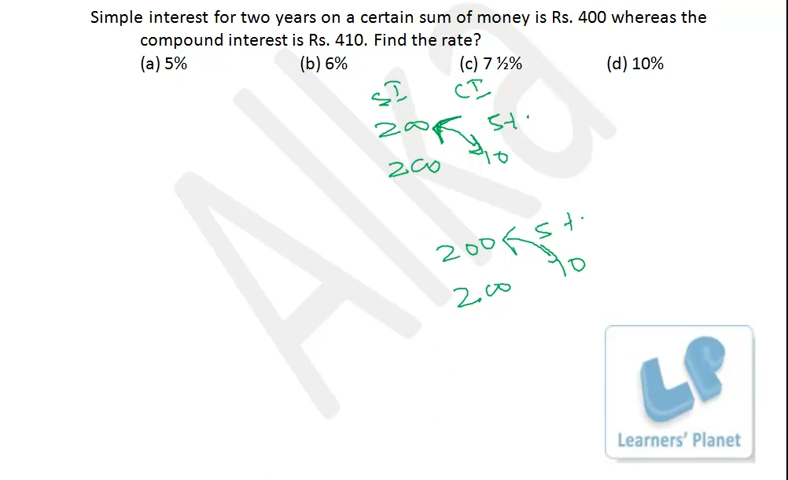 Simple interest for two years on a certain sum of money is Rs. 400 whereas the
compound interest is Rs. 410. Find the rate?
(a) 5% (b) 6% (c) 7 ½% (d) 10%
SI CI
200 5%
10
200
200 5%
10
200
Alka
LP
Learners' Planet